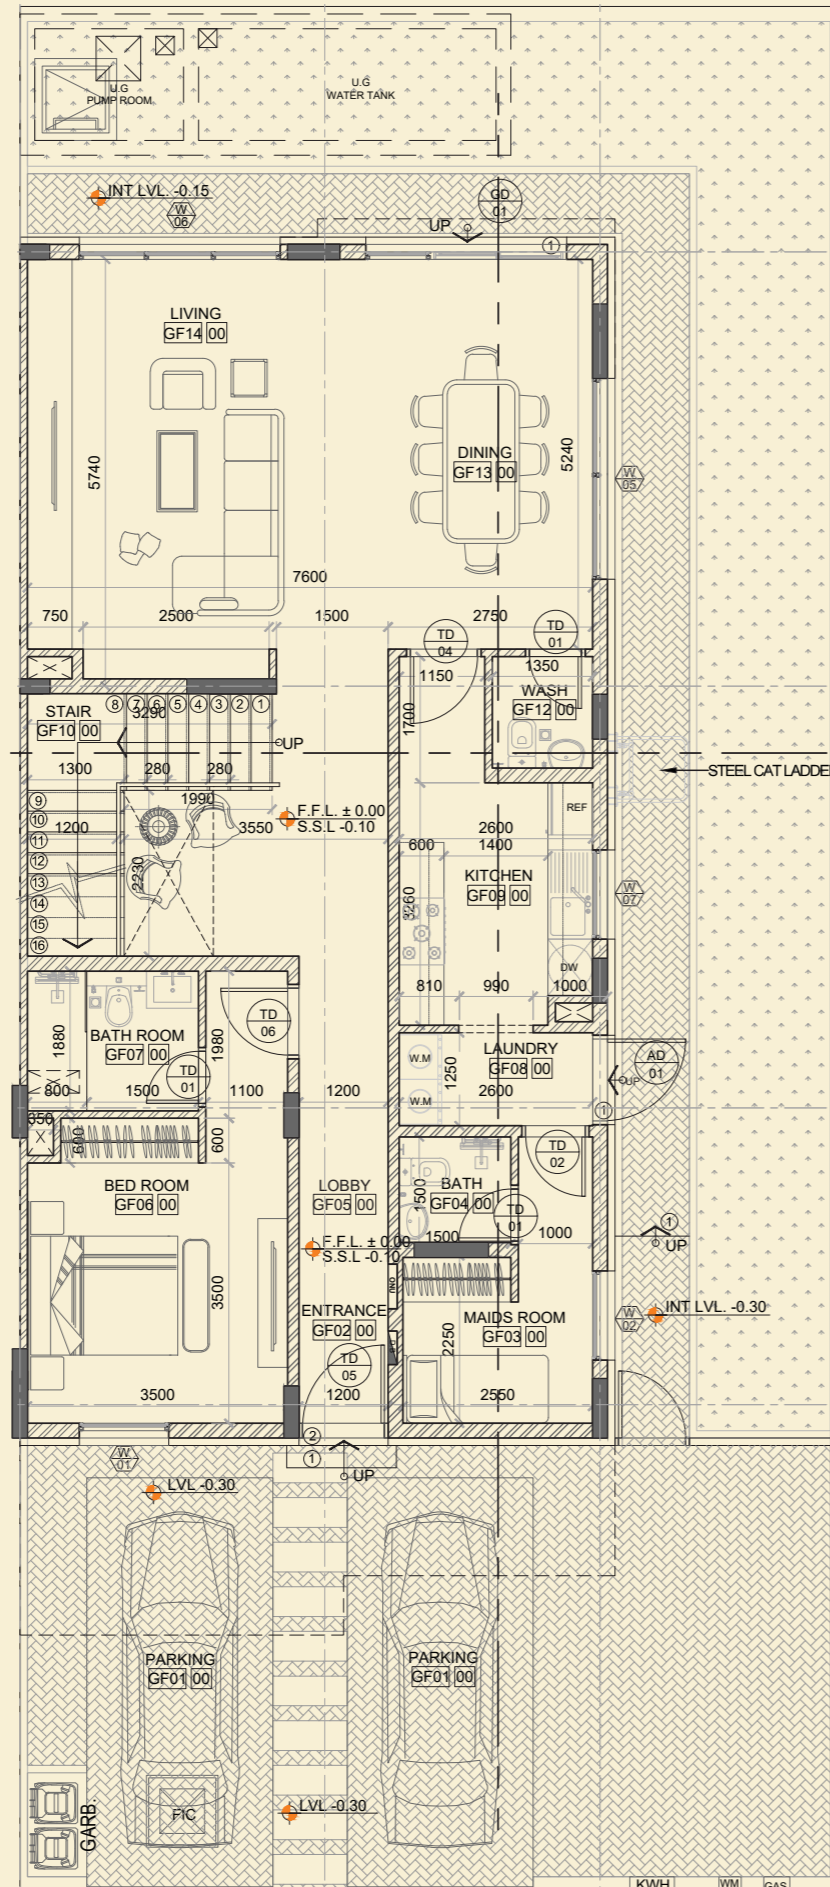 U.G
PUMP ROOM
U.G
WATER TANK
INT LVL. -0.15
W
06
GD
01
UP
1
LIVING
GF14 00
DINING
GF13 00
5740
5240
W
05
7600
750
2500
1500
2750
TD
04
TD
01
1150
1350
WASH
GF12 00
1700
STAIR
GF10 00
8 7 6 5 4 3 2 1
3290
UP
1300
280
280
STEEL CAT LADDE
1990
9
10
11
12
13
14
15
16
1200
F.F.L. ± 0.00
S.S.L -0.10
3550
2230
REF
2600
600
1400
KITCHEN
GF09 00
W
07
3260
DW
810
990
1000
TD
06
1880
BATH ROOM
GF07 00
1980
TD
01
800
1500
1100
1200
W.M
W.M
LAUNDRY
GF08 00
1250
2600
AD
01
UP
1
350
600
600
TD
02
BED ROOM
GF06 00
LOBBY
GF05 00
BATH
GF04 00
1500
TD
01
1500
1000
1
UP
F.F.L. ± 0.00
S.S.L -0.10
3500
ENTRANCE
GF02 00
MAIDS ROOM
GF03 00
W
02
INT LVL. -0.30
2250
TD
05
3500
1200
2550
2
1
UP
W
01
LVL -0.30
PARKING
GF01 00
PARKING
GF01 00
LVL -0.30
FIC
GARB.
KWH
WM
GAS